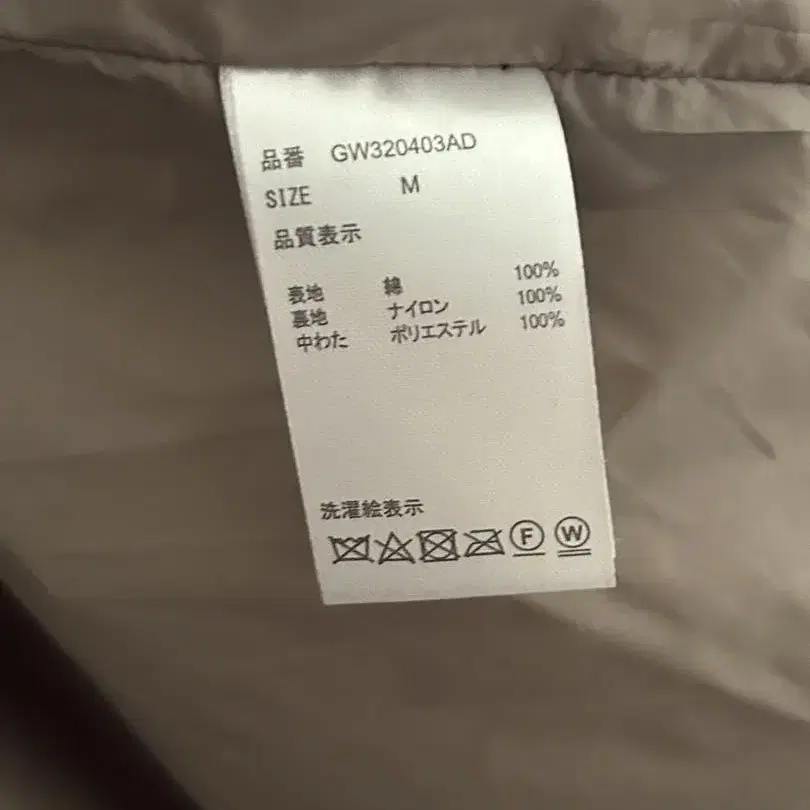 品番 GW320403AD
SIZE M
品質表示
表地 綿 100%
裏地 ナイロン 100%
中わた ポリエステル 100%
洗濯絵表示
F W